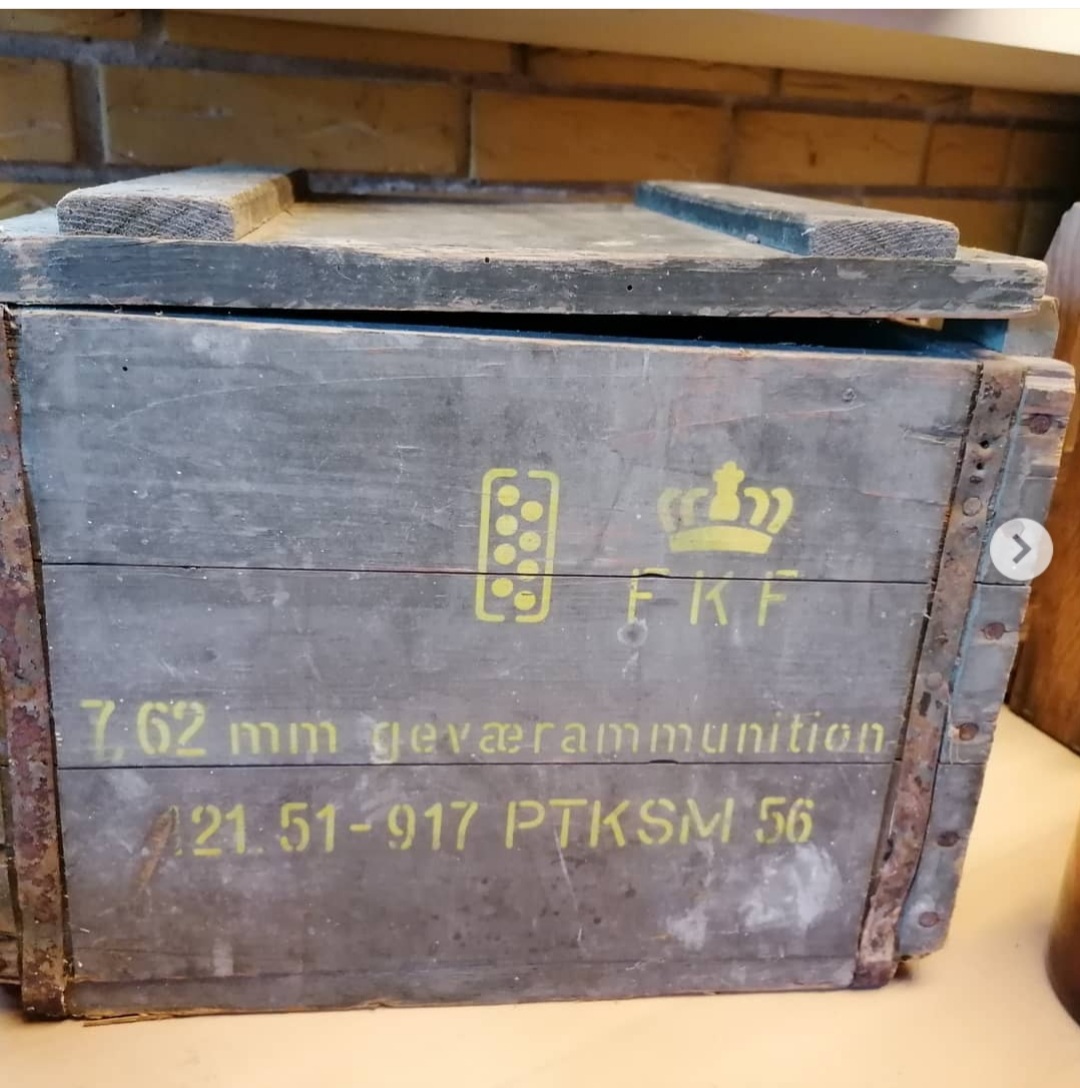 FKF
7,62 mm geværammunition
121.51-917 PTKSM 56